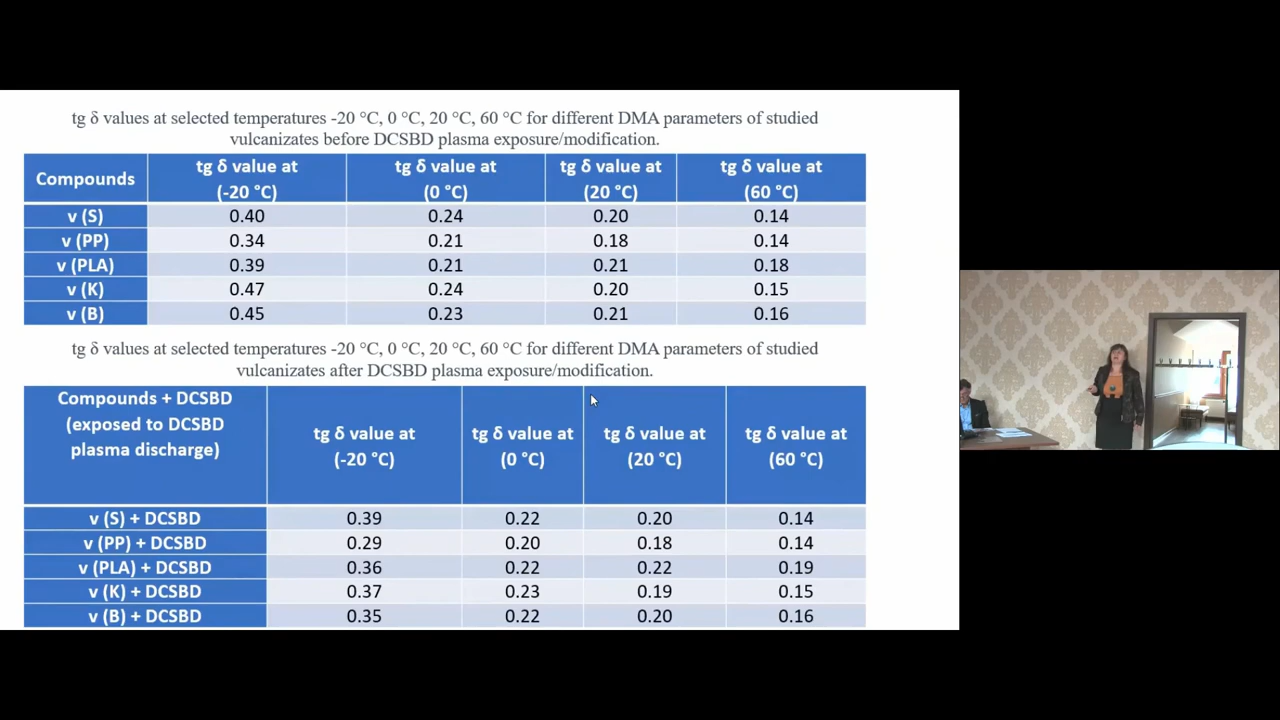 tg δ values at selected temperatures -20 °C, 0 °C, 20 °C, 60 °C for different DMA parameters of studied
vulcanizates before DCSBD plasma exposure/modification.
Compounds tg δ value at (-20 °C) tg δ value at (0 °C) tg δ value at (20 °C) tg δ value at (60 °C)
v (S) 0.40 0.24 0.20 0.14
v (PP) 0.34 0.21 0.18 0.14
v (PLA) 0.39 0.21 0.21 0.18
v (K) 0.47 0.24 0.20 0.15
v (B) 0.45 0.23 0.21 0.16
tg δ values at selected temperatures -20 °C, 0 °C, 20 °C, 60 °C for different DMA parameters of studied
vulcanizates after DCSBD plasma exposure/modification.
Compounds + DCSBD (exposed to DCSBD plasma discharge) tg δ value at (-20 °C) tg δ value at (0 °C) tg δ value at (20 °C) tg δ value at (60 °C)
v (S) + DCSBD 0.39 0.22 0.20 0.14
v (PP) + DCSBD 0.29 0.20 0.18 0.14
v (PLA) + DCSBD 0.36 0.22 0.22 0.19
v (K) + DCSBD 0.37 0.23 0.19 0.15
v (B) + DCSBD 0.35 0.22 0.20 0.16